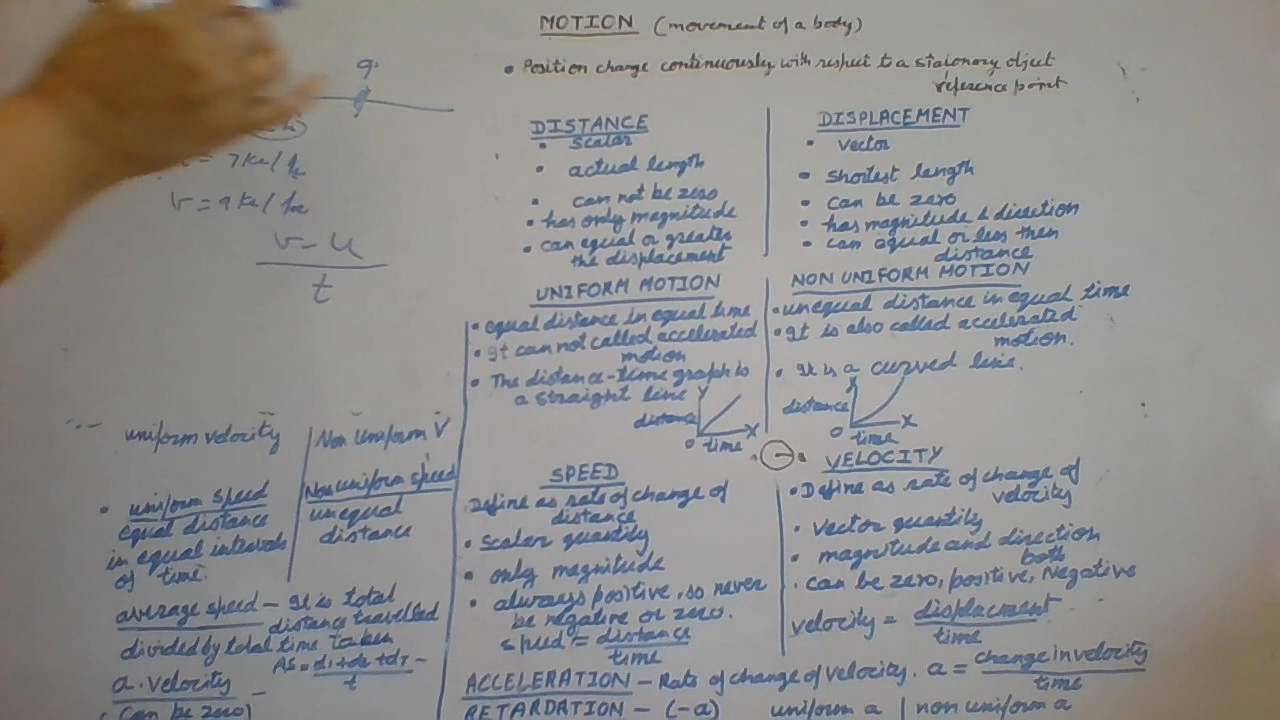 MOTION (movement of a body)
• Position change continuously with respect to a staionary object
reference point
9
= 7km/hr
v = 9 km/hr
v - u
t
DISTANCE
• scalar
• actual length
• can not be zero
• has only magnitude
• can equal or greater
the displacement
DISPLACEMENT
• vector
• shortest length
• can be zero
• has magnitude & direction
• can equal or less then
distance
UNIFORM MOTION
• equal distance in equal time
• It can not called accelerated
motion
• The distance-time graph is
a straight line
Y
distance
O time X
NON UNIFORM MOTION
• unequal distance in equal time
• It is also called accelerated
motion.
• It is a curved line.
Y
distance
O time X
uniform velocity
• uniform speed
equal distance
in equal intervals
of time.
Non Uniform V
Non uniform speed
unequal
distance
average speed - It is total
distance travelled
divided by total time taken
AS = d1+d2+d3 -
t
a. velocity -
(can be zero)
SPEED
Define as rate of change of
distance
• scalar quantity
• only magnitude
• always positive, so never
be negative or zero.
speed = distance
time
VELOCITY
• Define as rate of change of
velocity
• vector quantity
• magnitude and direction
both
• can be zero, positive, Negative
velocity = displacment
time
ACCELERATION - Rate of change of velocity. a = change in velocity
time
RETARDATION - (-a) uniform a | non uniform a